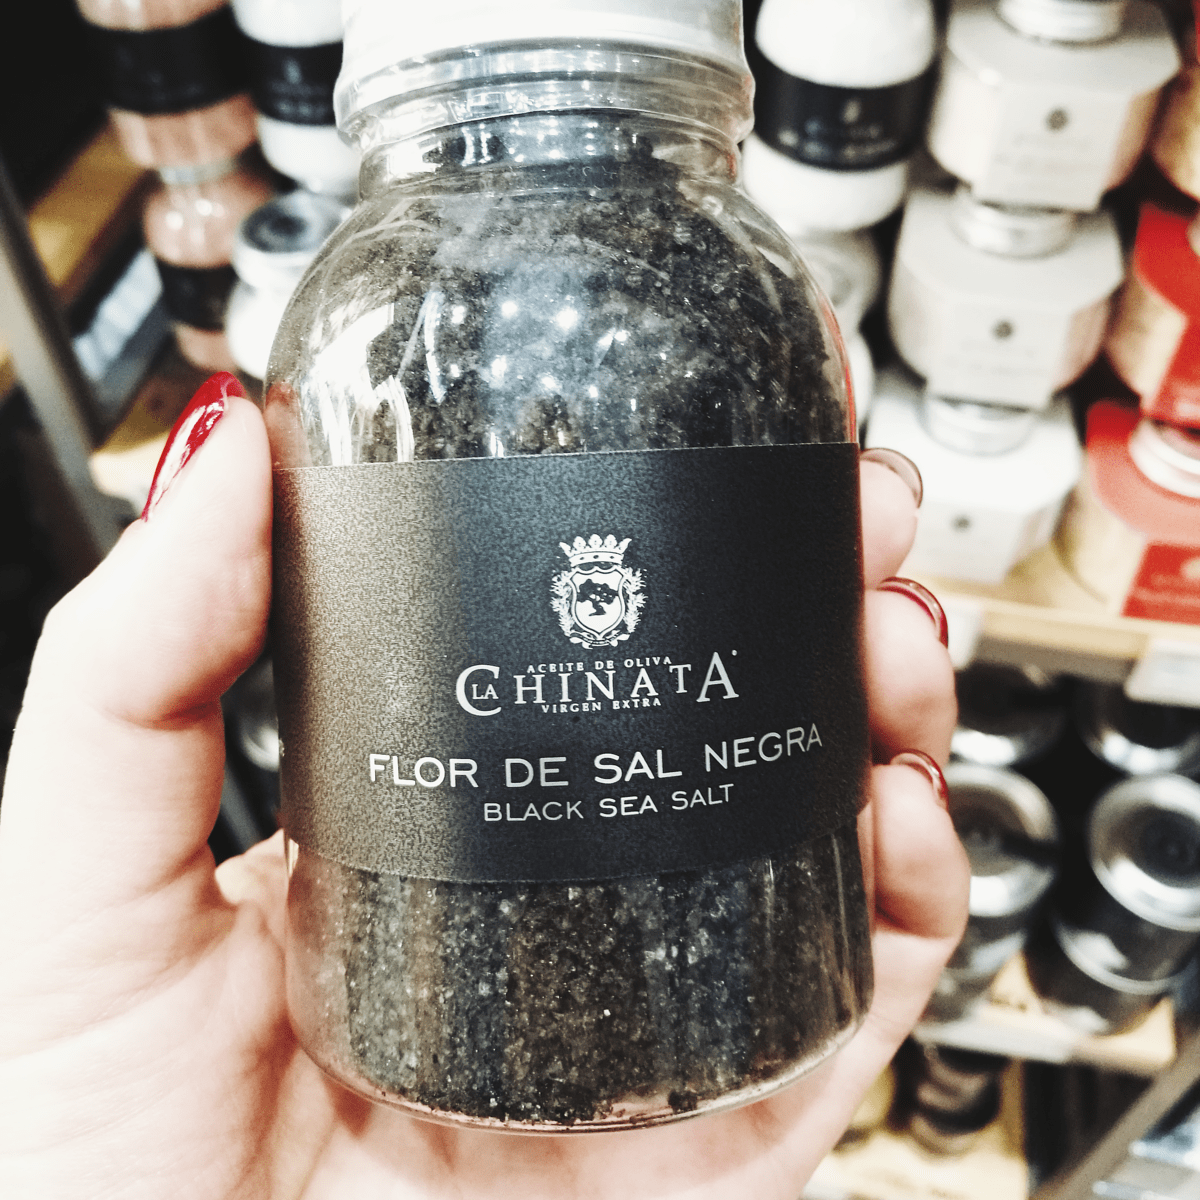 ACEITE DE OLIVA
LA CHINATA
VIRGEN EXTRA
FLOR DE SAL NEGRA
BLACK SEA SALT